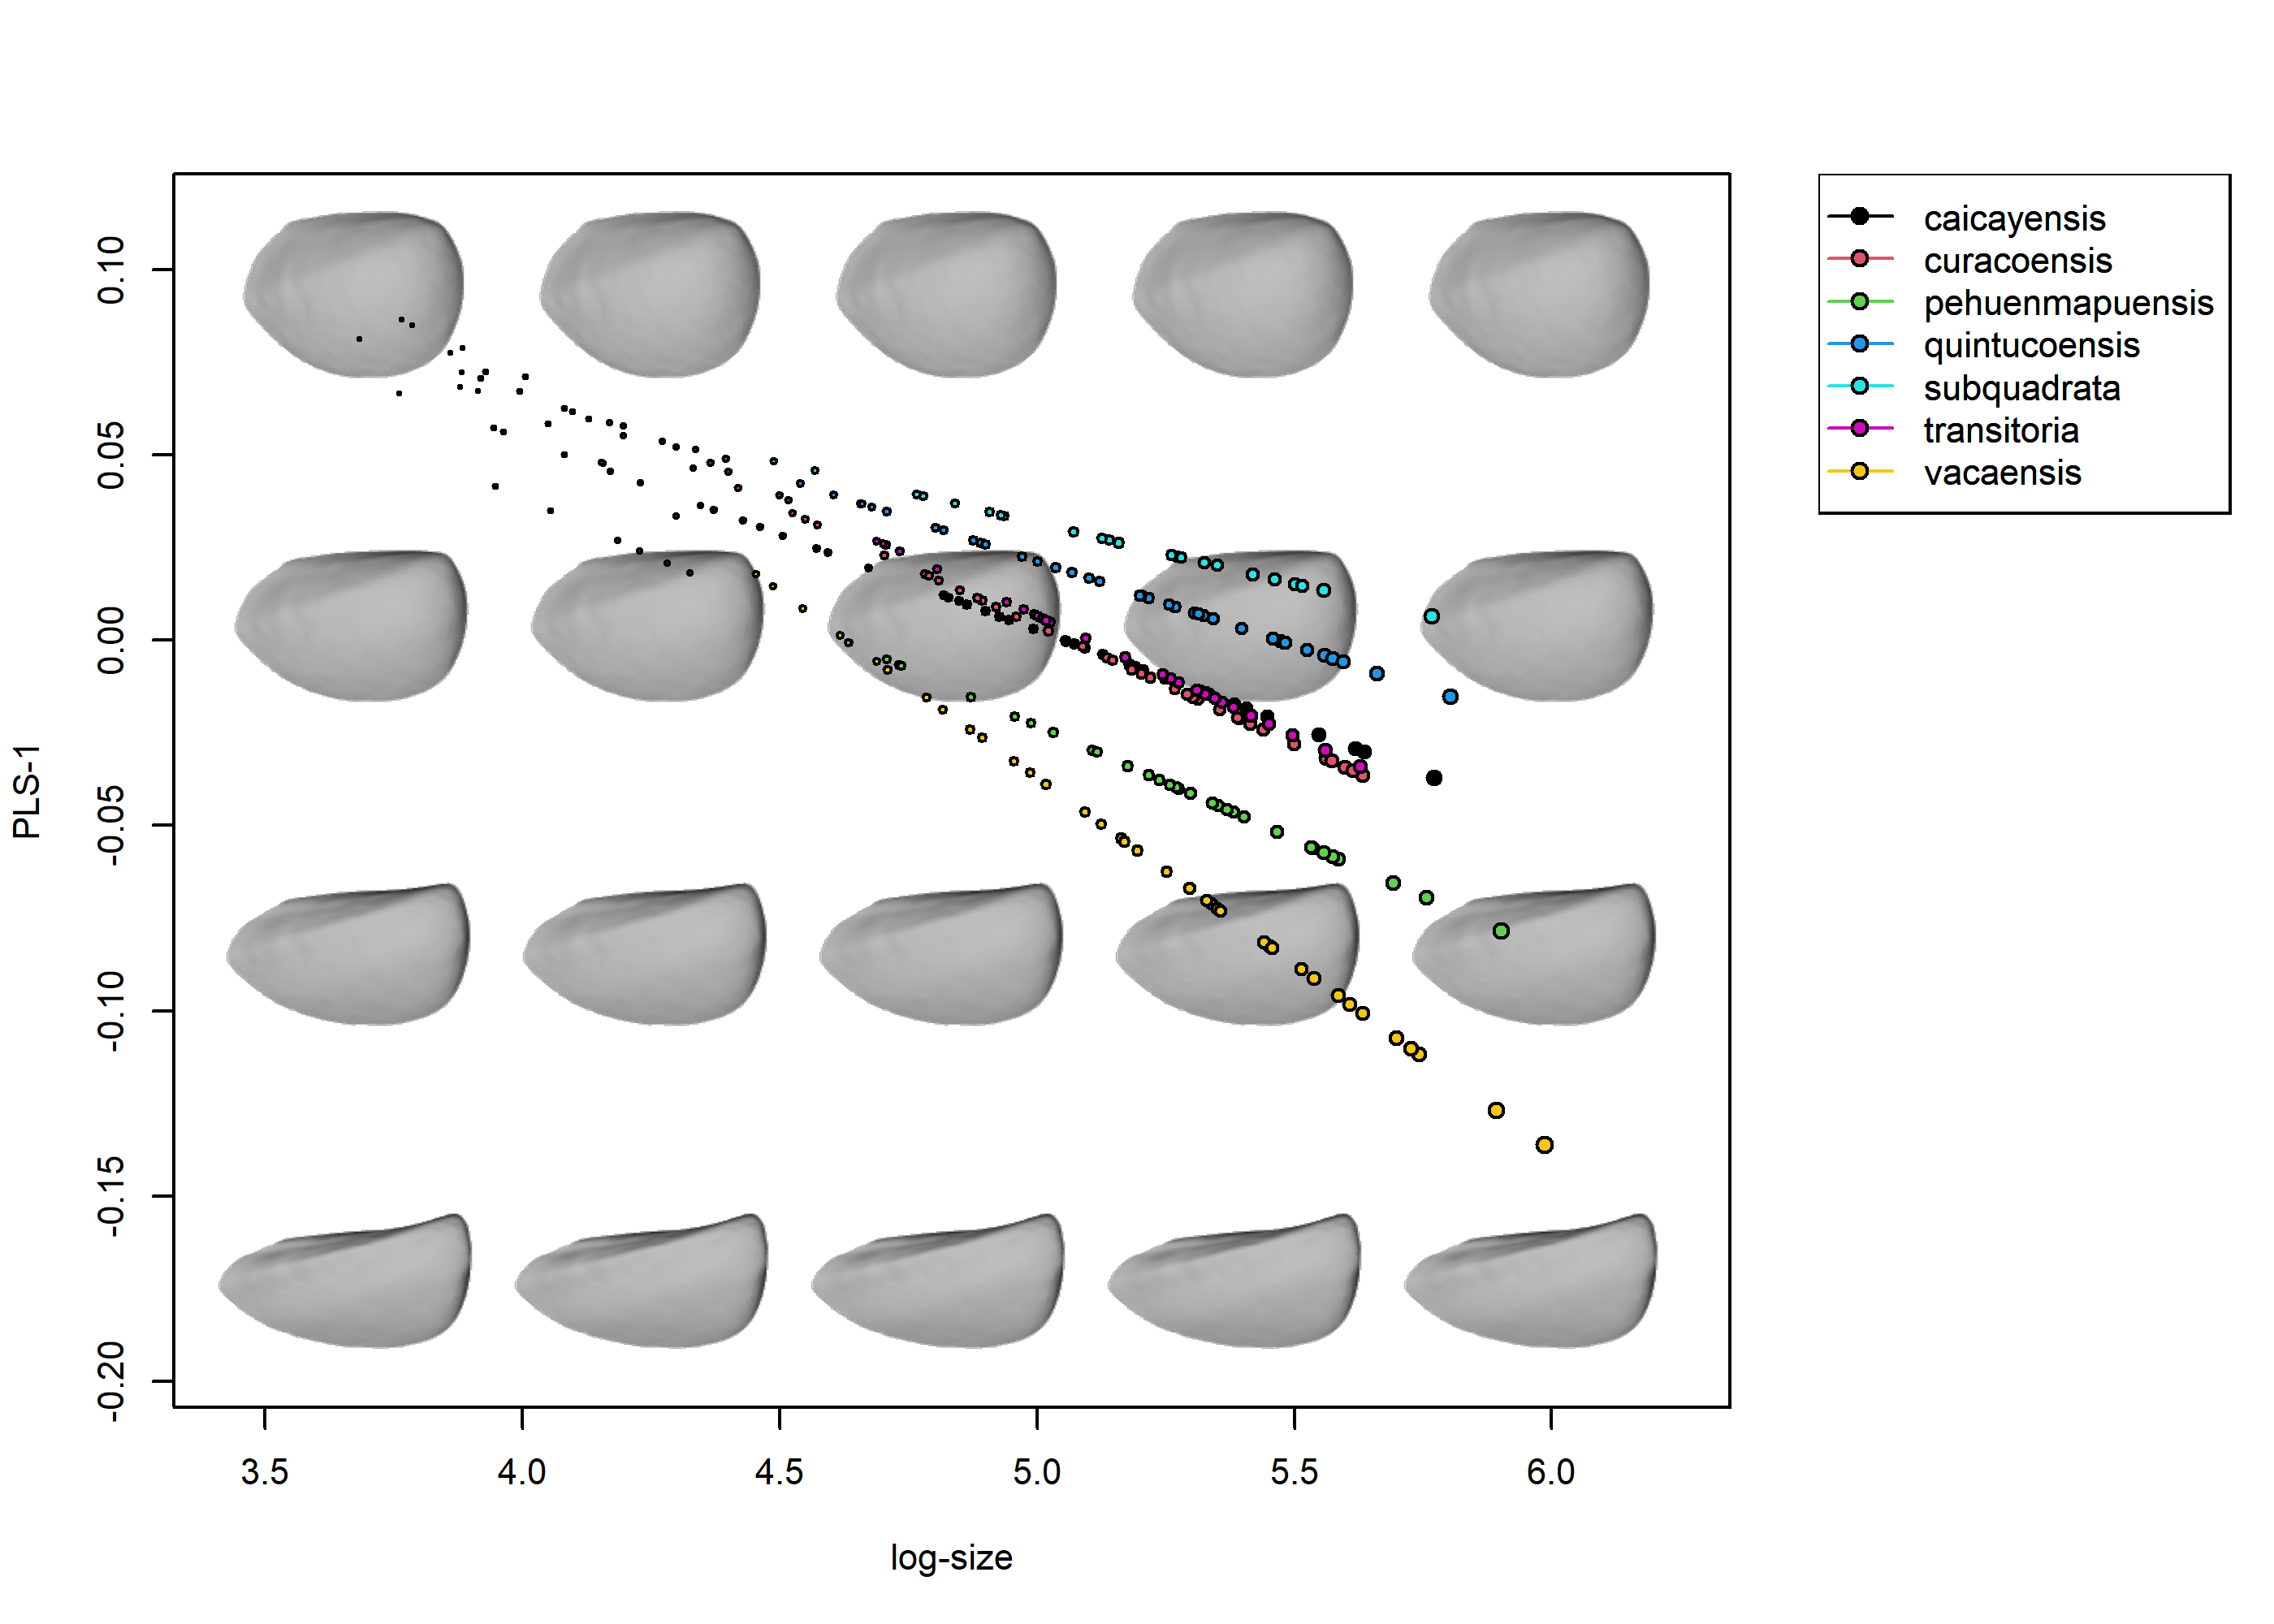 caicayensis
curacoensis
pehuenmapuensis
quintucoensis
subquadrata
transitoria
vacaensis
0.10
0.05
0.00
-0.05
-0.10
-0.15
-0.20
PLS-1
3.5 4.0 4.5 5.0 5.5 6.0
log-size